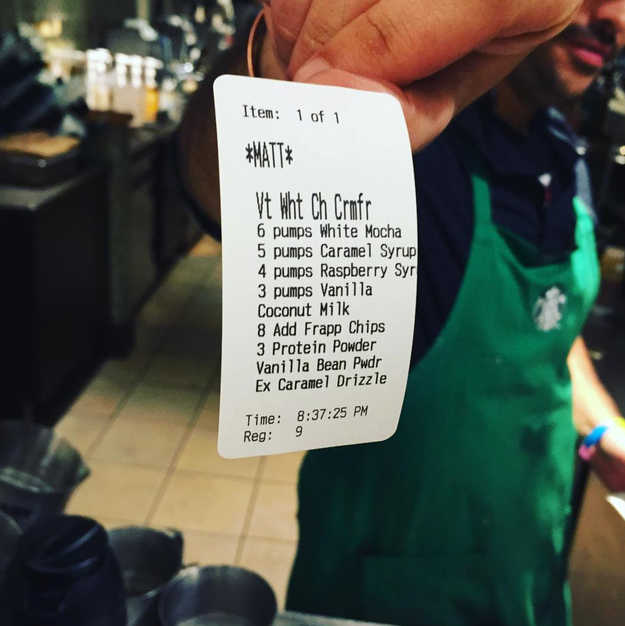 Item: 1 of 1
*MATT*
Vt Wht Ch Crmfr
6 pumps White Mocha
5 pumps Caramel Syrup
4 pumps Raspberry Syr
3 pumps Vanilla
Coconut Milk
8 Add Frapp Chips
3 Protein Powder
Vanilla Bean Pwdr
Ex Caramel Drizzle
Time: 8:37:25 PM
Reg: 9